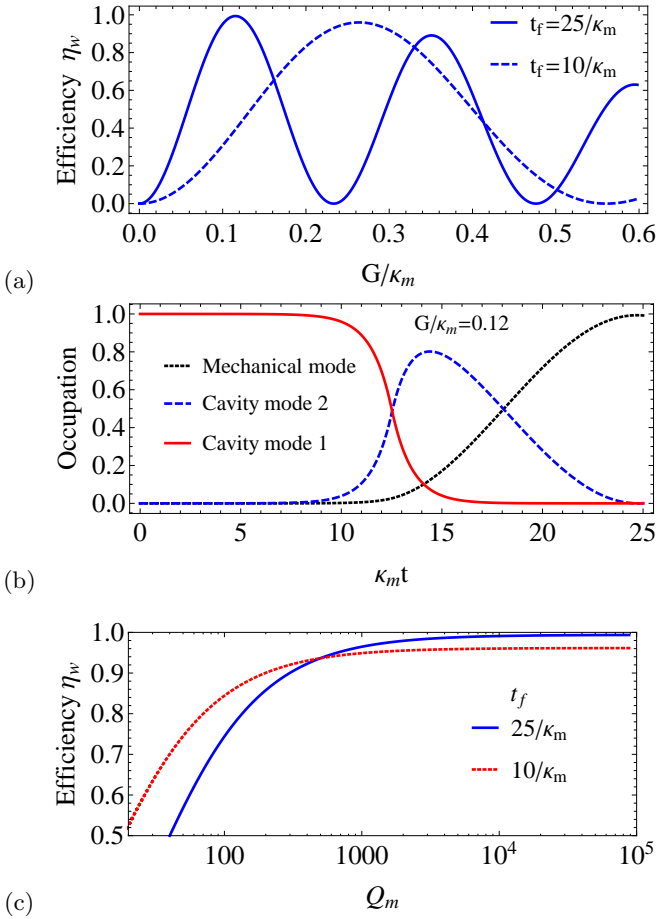 1.0
0.8
0.6
0.4
0.2
0.0
Efficiency η_w
t_f=25/κ_m
t_f=10/κ_m
0.0 0.1 0.2 0.3 0.4 0.5 0.6
G/κ_m
(a)
1.0
0.8
0.6
0.4
0.2
0.0
Occupation
G/κ_m=0.12
Mechanical mode
Cavity mode 2
Cavity mode 1
0 5 10 15 20 25
κ_m t
(b)
1.0
0.9
0.8
0.7
0.6
0.5
Efficiency η_w
t_f
25/κ_m
10/κ_m
100 1000 10^4 10^5
Q_m
(c)